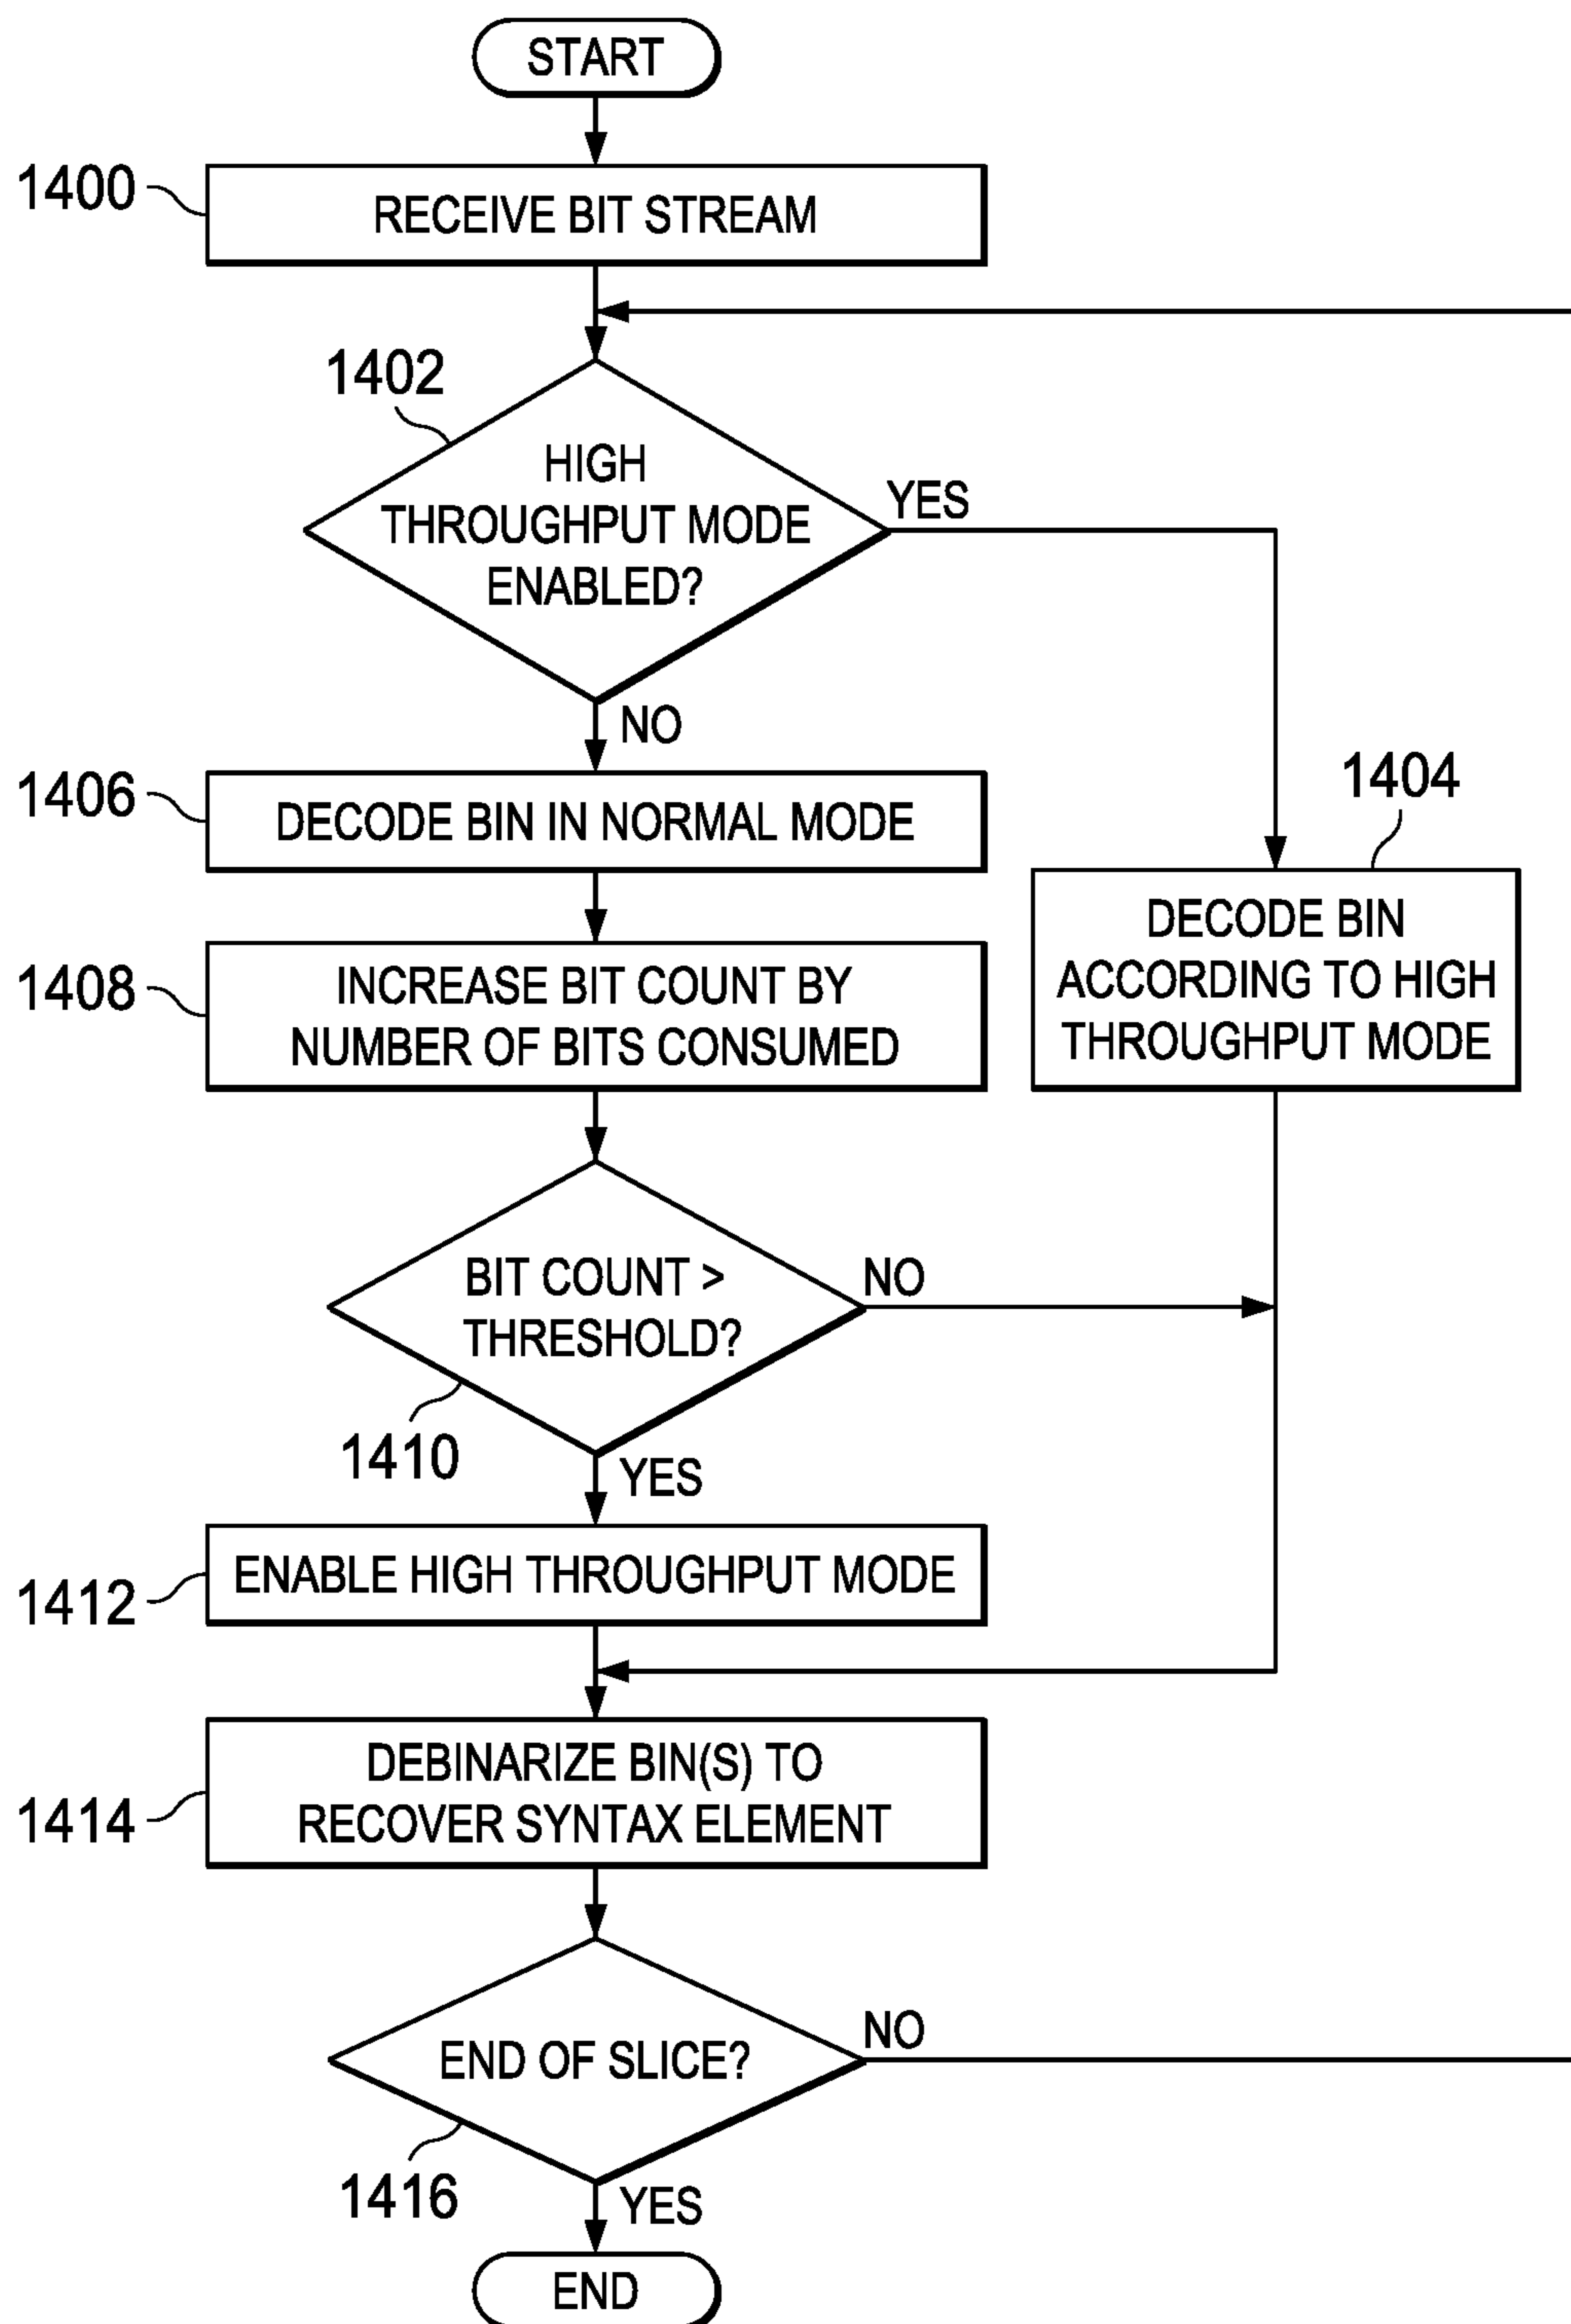 START
1400
RECEIVE BIT STREAM
1402
HIGH
THROUGHPUT MODE
ENABLED?
YES
NO
1406
DECODE BIN IN NORMAL MODE
1404
DECODE BIN
ACCORDING TO HIGH
THROUGHPUT MODE
1408
INCREASE BIT COUNT BY
NUMBER OF BITS CONSUMED
BIT COUNT >
THRESHOLD?
NO
1410
YES
1412
ENABLE HIGH THROUGHPUT MODE
1414
DEBINARIZE BIN(S) TO
RECOVER SYNTAX ELEMENT
END OF SLICE?
NO
1416
YES
END